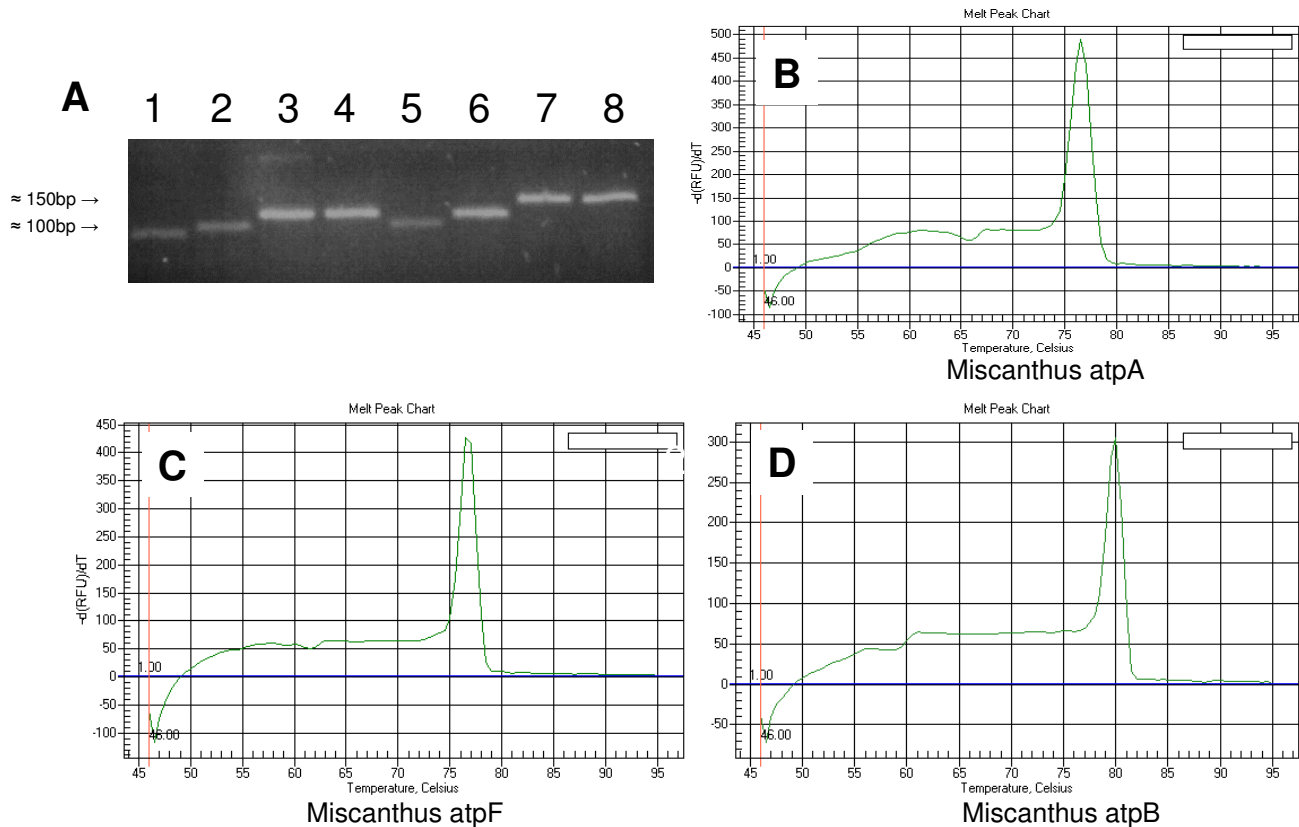 A
1 2 3 4 5 6 7 8
≈ 150bp →
≈ 100bp →
Melt Peak Chart
B
500
450
400
350
300
250
200
150
100
50
0
-50
-100
-d(RFU)/dT
1.00
46.00
45 50 55 60 65 70 75 80 85 90 95
Temperature, Celsius
Miscanthus atpA
Melt Peak Chart
C
450
400
350
300
250
200
150
100
50
0
-50
-100
-d(RFU)/dT
1.00
46.00
45 50 55 60 65 70 75 80 85 90 95
Temperature, Celsius
Miscanthus atpF
Melt Peak Chart
D
300
250
200
150
100
50
0
-50
1.00
46.00
45 50 55 60 65 70 75 80 85 90 95
Temperature, Celsius
Miscanthus atpB